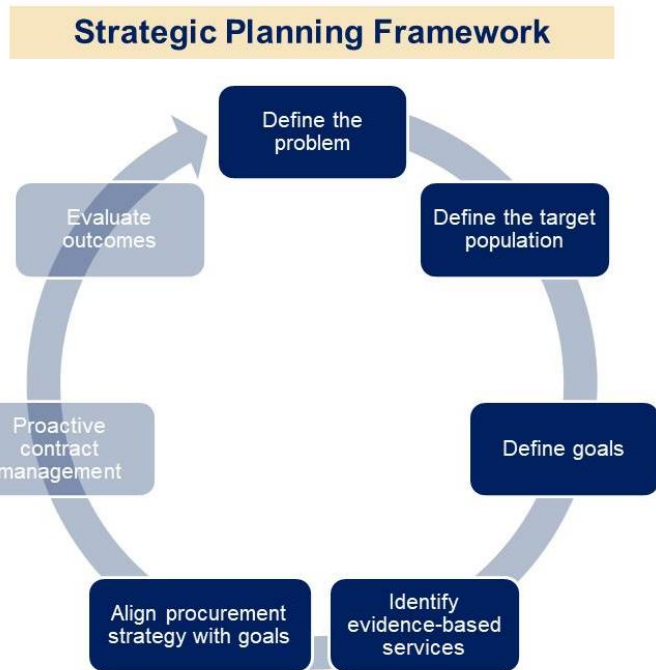 Strategic Planning Framework
Define the
problem
Define the target
population
Define goals
Identify
evidence-based
services
Align procurement
strategy with goals
Proactive
contract
management
Evaluate
outcomes